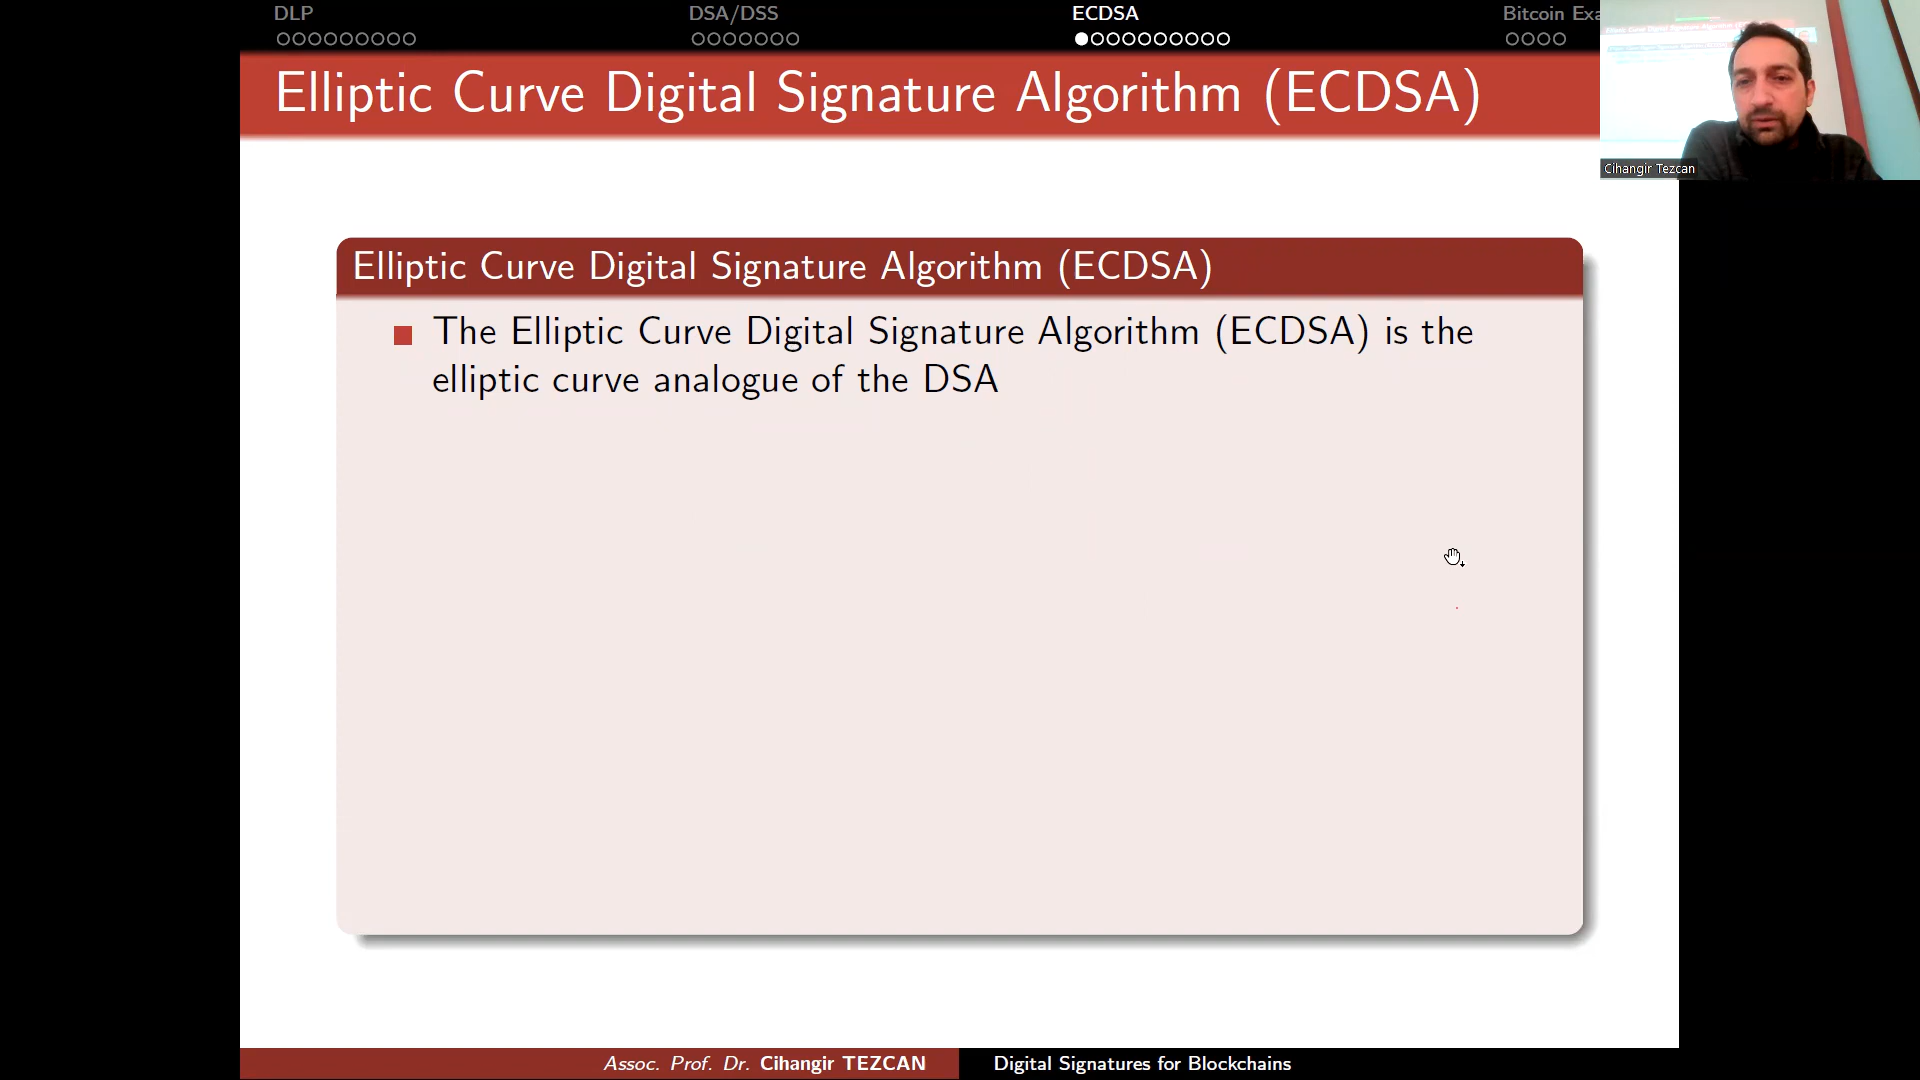 DLP
DSA/DSS
ECDSA
Bitcoin Exa
Elliptic Curve Digital Signature Algorithm (ECDSA)
Cihangir Tezcan
Elliptic Curve Digital Signature Algorithm (ECDSA)
The Elliptic Curve Digital Signature Algorithm (ECDSA) is the
elliptic curve analogue of the DSA
Assoc. Prof. Dr. Cihangir TEZCAN
Digital Signatures for Blockchains